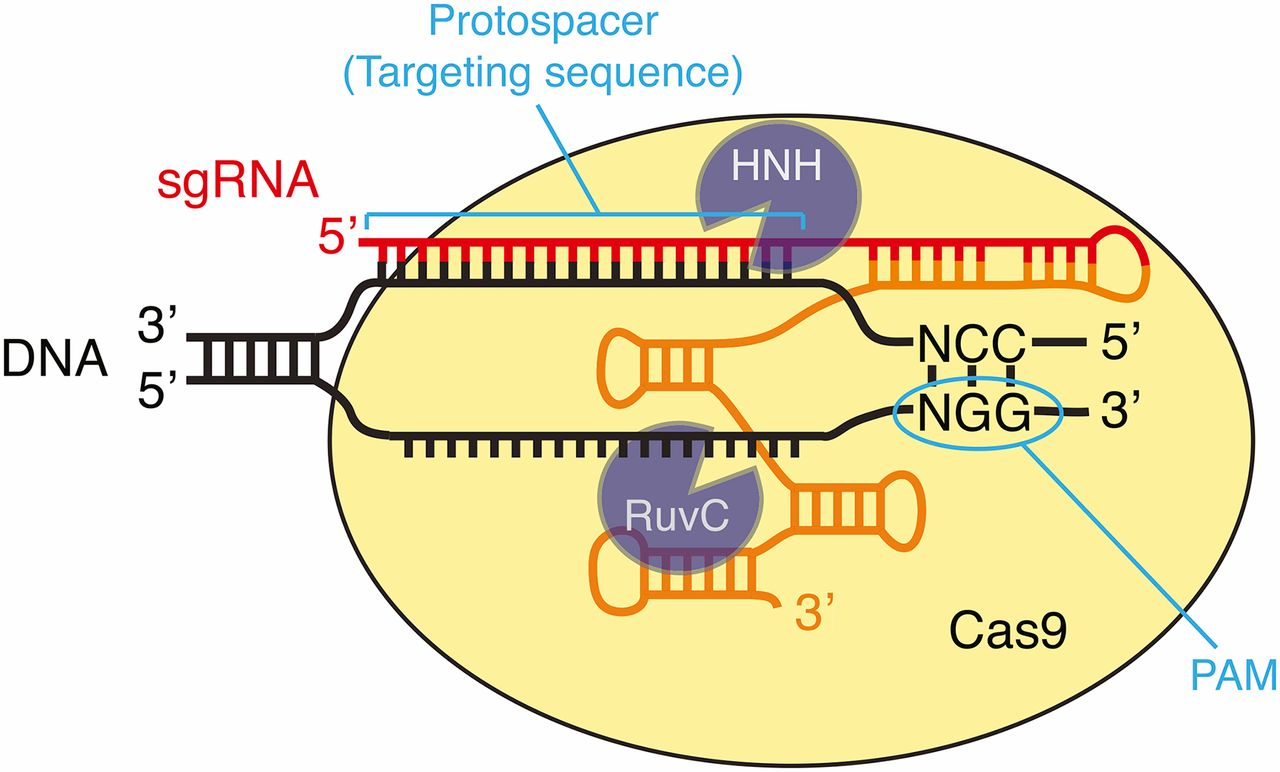 Protospacer
(Targeting sequence)
HNH
sgRNA
5’
3’
DNA
5’
NCC
5’
NGG
3’
RuvC
3’
Cas9
PAM